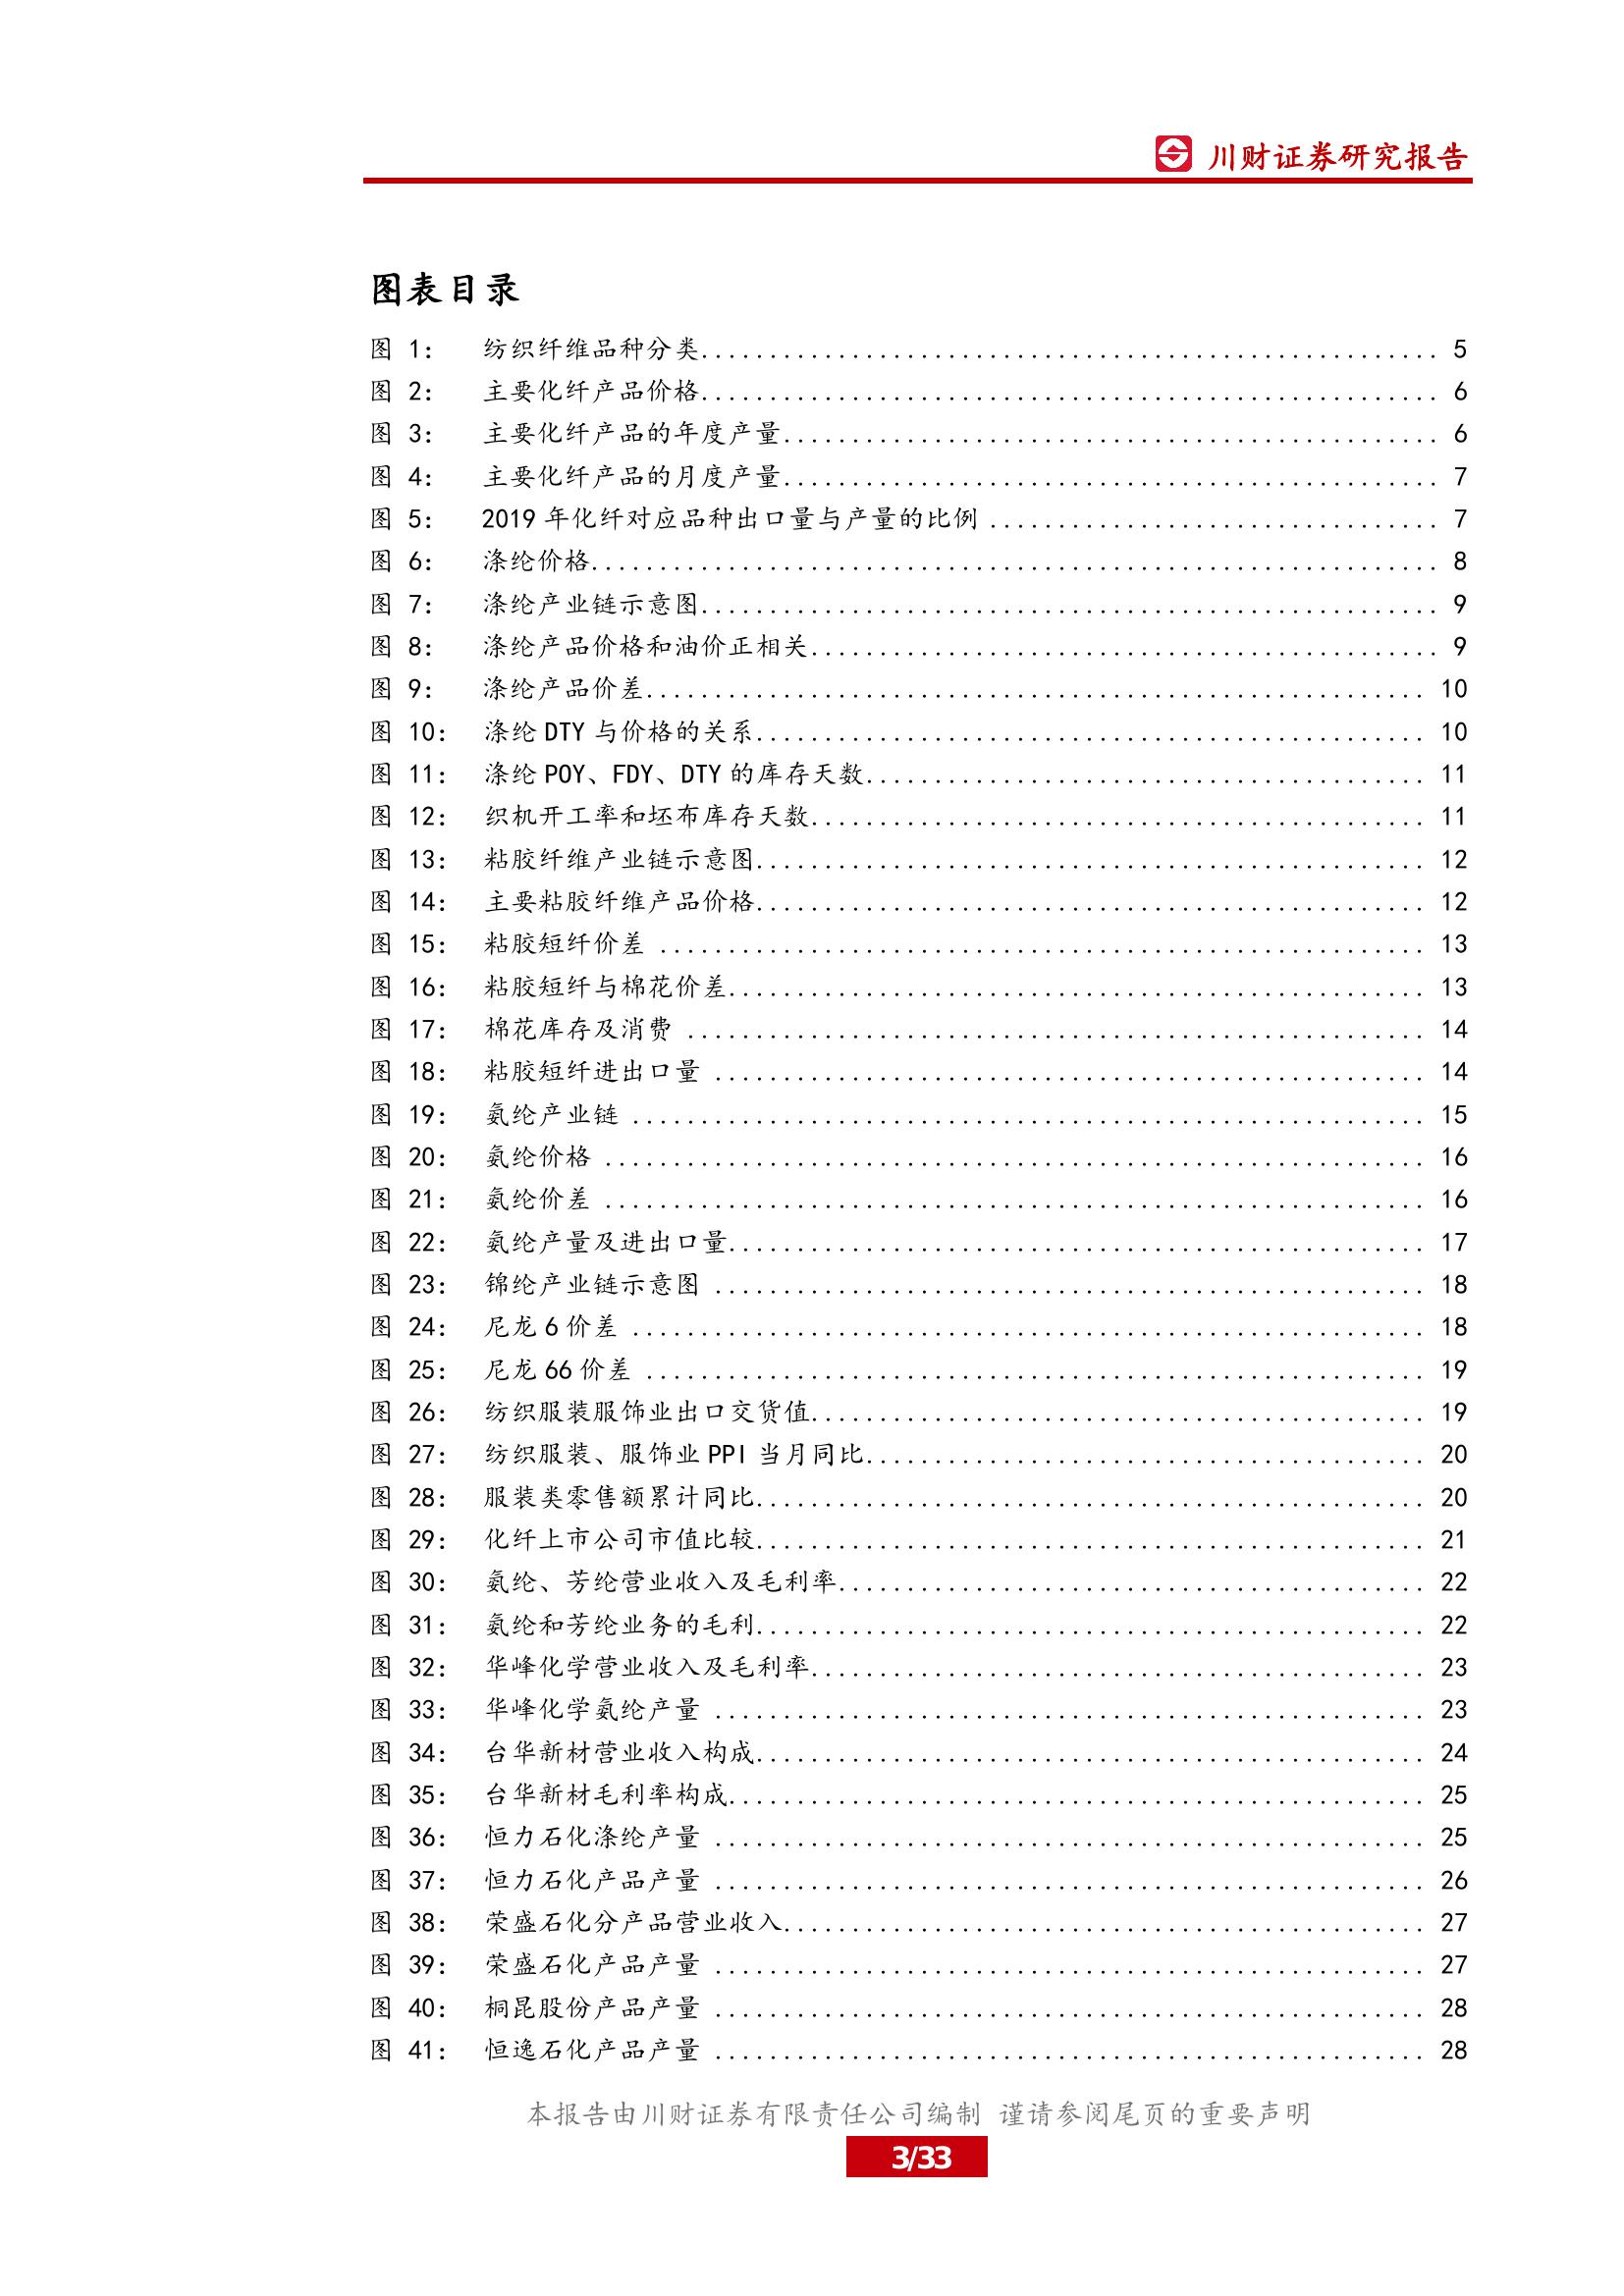 川财证券研究报告
图表目录
图 1： 纺织纤维品种分类...................................................... 5
图 2： 主要化纤产品价格...................................................... 6
图 3： 主要化纤产品的年度产量................................................ 6
图 4： 主要化纤产品的月度产量................................................ 7
图 5： 2019 年化纤对应品种出口量与产量的比例 ................................. 7
图 6： 涤纶价格.............................................................. 8
图 7： 涤纶产业链示意图...................................................... 9
图 8： 涤纶产品价格和油价正相关.............................................. 9
图 9： 涤纶产品价差......................................................... 10
图 10： 涤纶 DTY 与价格的关系................................................. 10
图 11： 涤纶 POY、FDY、DTY 的库存天数......................................... 11
图 12： 织机开工率和坯布库存天数............................................. 11
图 13： 粘胶纤维产业链示意图................................................. 12
图 14： 主要粘胶纤维产品价格................................................. 12
图 15： 粘胶短纤价差 ........................................................ 13
图 16： 粘胶短纤与棉花价差................................................... 13
图 17： 棉花库存及消费 ...................................................... 14
图 18： 粘胶短纤进出口量 .................................................... 14
图 19： 氨纶产业链 .......................................................... 15
图 20： 氨纶价格 ............................................................ 16
图 21： 氨纶价差 ............................................................ 16
图 22： 氨纶产量及进出口量................................................... 17
图 23： 锦纶产业链示意图 .................................................... 18
图 24： 尼龙 6 价差 .......................................................... 18
图 25： 尼龙 66 价差 ......................................................... 19
图 26： 纺织服装服饰业出口交货值............................................. 19
图 27： 纺织服装、服饰业 PPI 当月同比......................................... 20
图 28： 服装类零售额累计同比................................................. 20
图 29： 化纤上市公司市值比较................................................. 21
图 30： 氨纶、芳纶营业收入及毛利率........................................... 22
图 31： 氨纶和芳纶业务的毛利................................................. 22
图 32： 华峰化学营业收入及毛利率............................................. 23
图 33： 华峰化学氨纶产量 .................................................... 23
图 34： 台华新材营业收入构成................................................. 24
图 35： 台华新材毛利率构成................................................... 25
图 36： 恒力石化涤纶产量 .................................................... 25
图 37： 恒力石化产品产量 .................................................... 26
图 38： 荣盛石化分产品营业收入............................................... 27
图 39： 荣盛石化产品产量 .................................................... 27
图 40： 桐昆股份产品产量 .................................................... 28
图 41： 恒逸石化产品产量 .................................................... 28
本报告由川财证券有限责任公司编制 谨请参阅尾页的重要声明
3/33